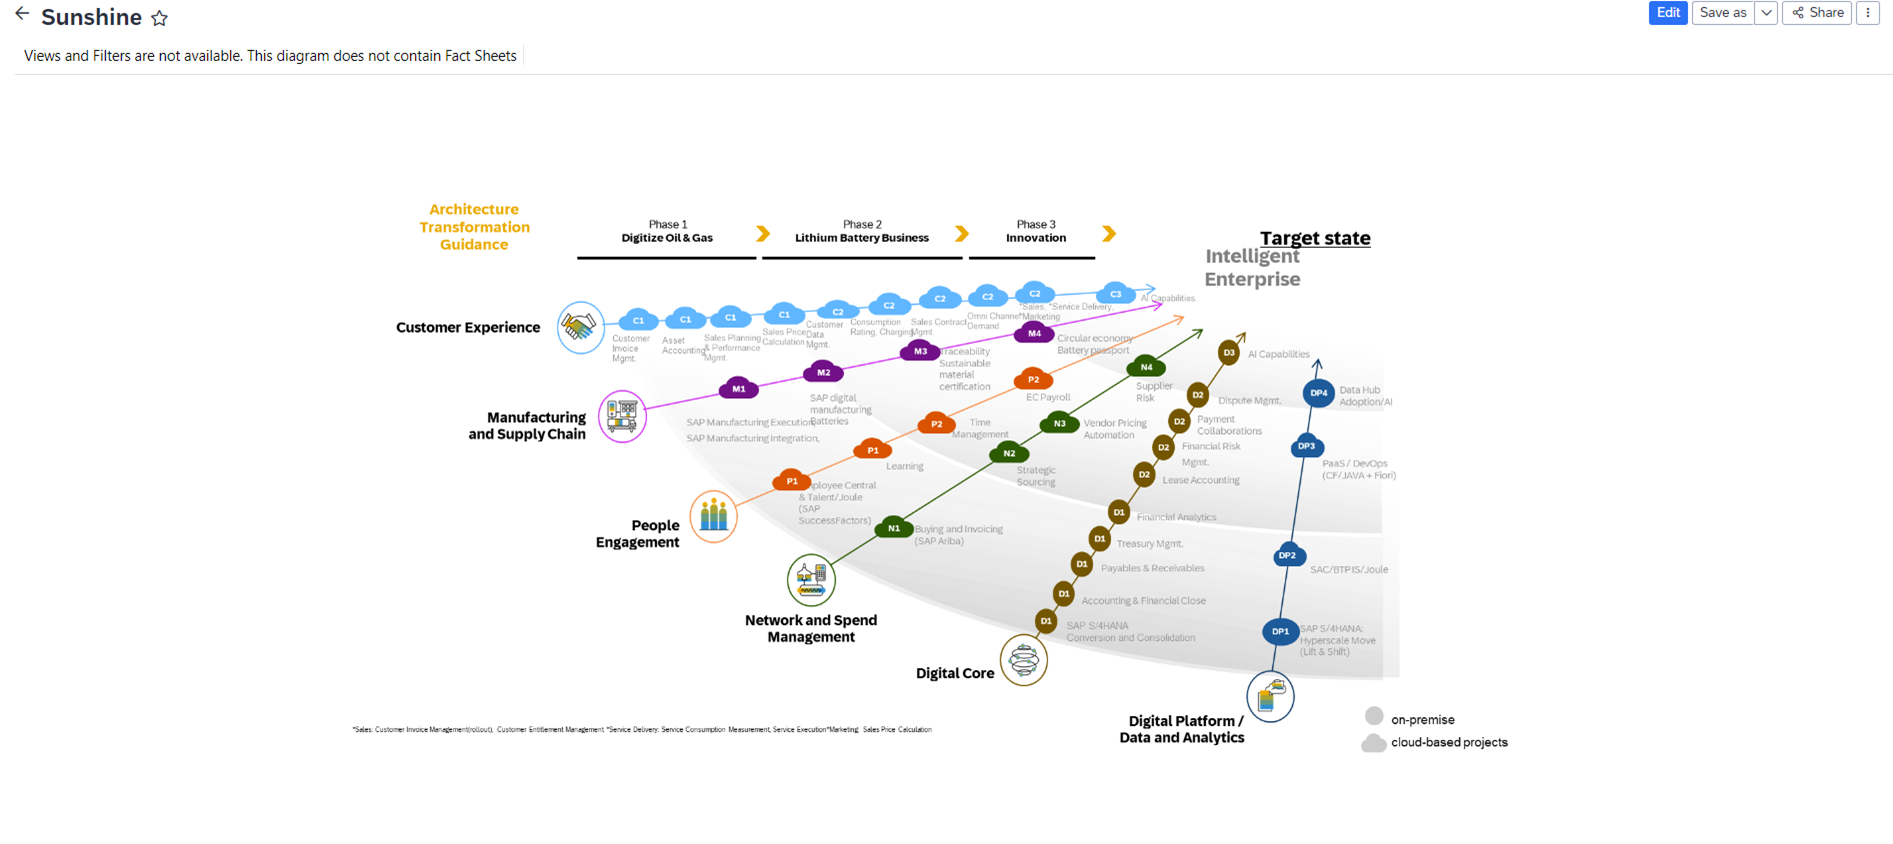 Sunshine
Edit
Save as
Share
Views and Filters are not available. This diagram does not contain Fact Sheets
Architecture
Transformation
Guidance
Phase 1
Digitize Oil & Gas
Phase 2
Lithium Battery Business
Phase 3
Innovation
Target state
Intelligent
Enterprise
Customer Experience
C1
C1
C1
C1
C2
C2
C2
C2
C2
C3
Customer
Invoice
Mgmt.
Asset
Accounting
Sales Planning
& Performance
Mgmt.
Sales Price
Calculation
Customer
Data
Mgmt.
Consumption
Rating, Charging
Sales Contract
Mgmt.
Omni Channel
Demand
*Sales, *Service Delivery,
*Marketing
AI Capabilities
Manufacturing
and Supply Chain
M1
M2
M3
M4
SAP Manufacturing Execution,
SAP Manufacturing Integration,
SAP digital
manufacturing
Batteries
Traceability
Sustainable
material
certification
Circular economy
Battery passport
People
Engagement
P1
P1
P2
P2
Employee Central
& Talent/Joule
(SAP
SuccessFactors)
Learning
Time
Management
EC Payroll
Network and Spend
Management
N1
N2
N3
N4
Buying and Invoicing
(SAP Ariba)
Strategic
Sourcing
Vendor Pricing
Automation
Supplier
Risk
Digital Core
D1
D1
D1
D1
D1
D2
D2
D2
D2
D3
SAP S/4HANA
Conversion and Consolidation
Accounting & Financial Close
Payables & Receivables
Treasury Mgmt.
Financial Analytics
Lease Accounting
Financial Risk
Mgmt.
Payment
Collaborations
Dispute Mgmt.
AI Capabilities
Digital Platform /
Data and Analytics
DP1
DP2
DP3
DP4
SAP S/4HANA:
Hyperscale Move
(Lift & Shift)
SAC/BTPIS/Joule
PaaS / DevOps
(CF/JAVA + Fiori)
Data Hub
Adoption/AI
on-premise
cloud-based projects
*Sales: Customer Invoice Management(rollout), Customer Entitlement Management *Service Delivery: Service Consumption Measurement, Service Execution*Marketing Sales Price Calculation